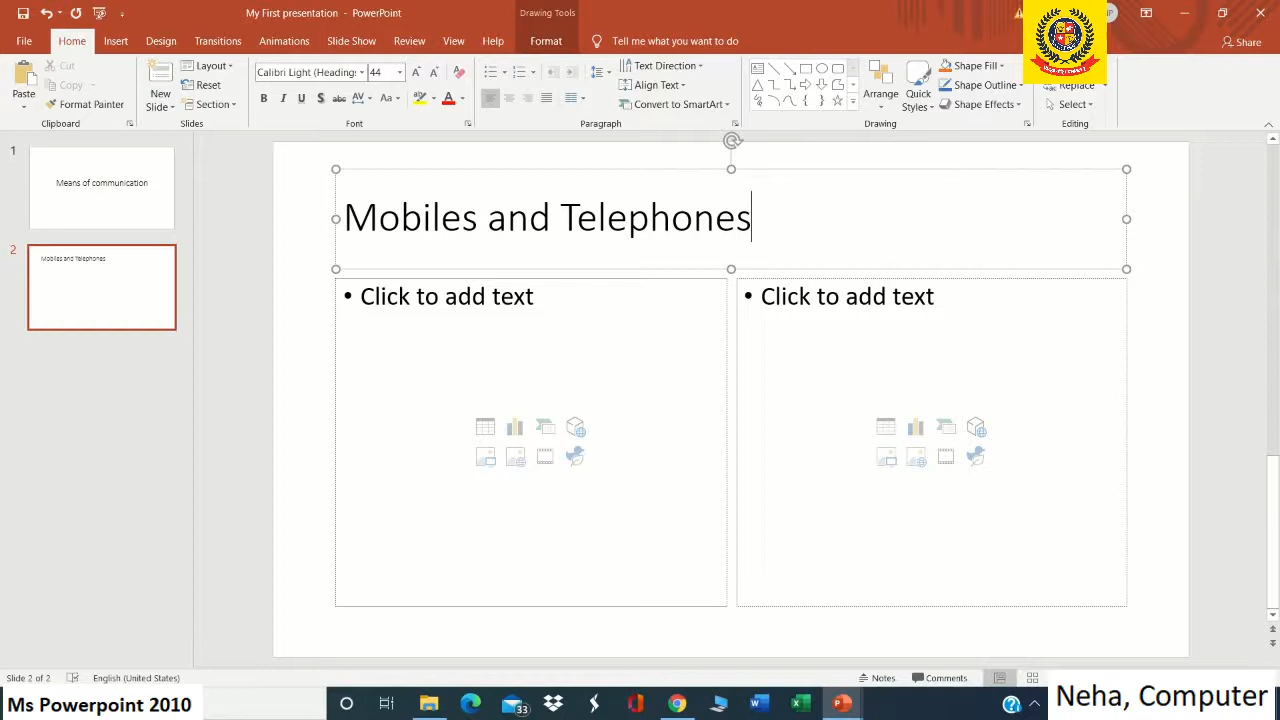 My First presentation - PowerPoint
Drawing Tools
File Home Insert Design Transitions Animations Slide Show Review View Help Format Tell me what you want to do Share
Paste
Cut
Copy
Format Painter
Clipboard
New Slide
Layout
Reset
Section
Slides
Calibri Light (Heading 44
B I U S abc AV Aa A
Font
Text Direction
Align Text
Convert to SmartArt
Paragraph
Arrange
Quick Styles
Shape Fill
Shape Outline
Shape Effects
Drawing
Replace
Select
Editing
1
Means of communication
2
Mobiles and Telephones
Mobiles and Telephones
• Click to add text
• Click to add text
Slide 2 of 2
English (United States)
Notes
Comments
Ms Powerpoint 2010
33
Neha, Computer